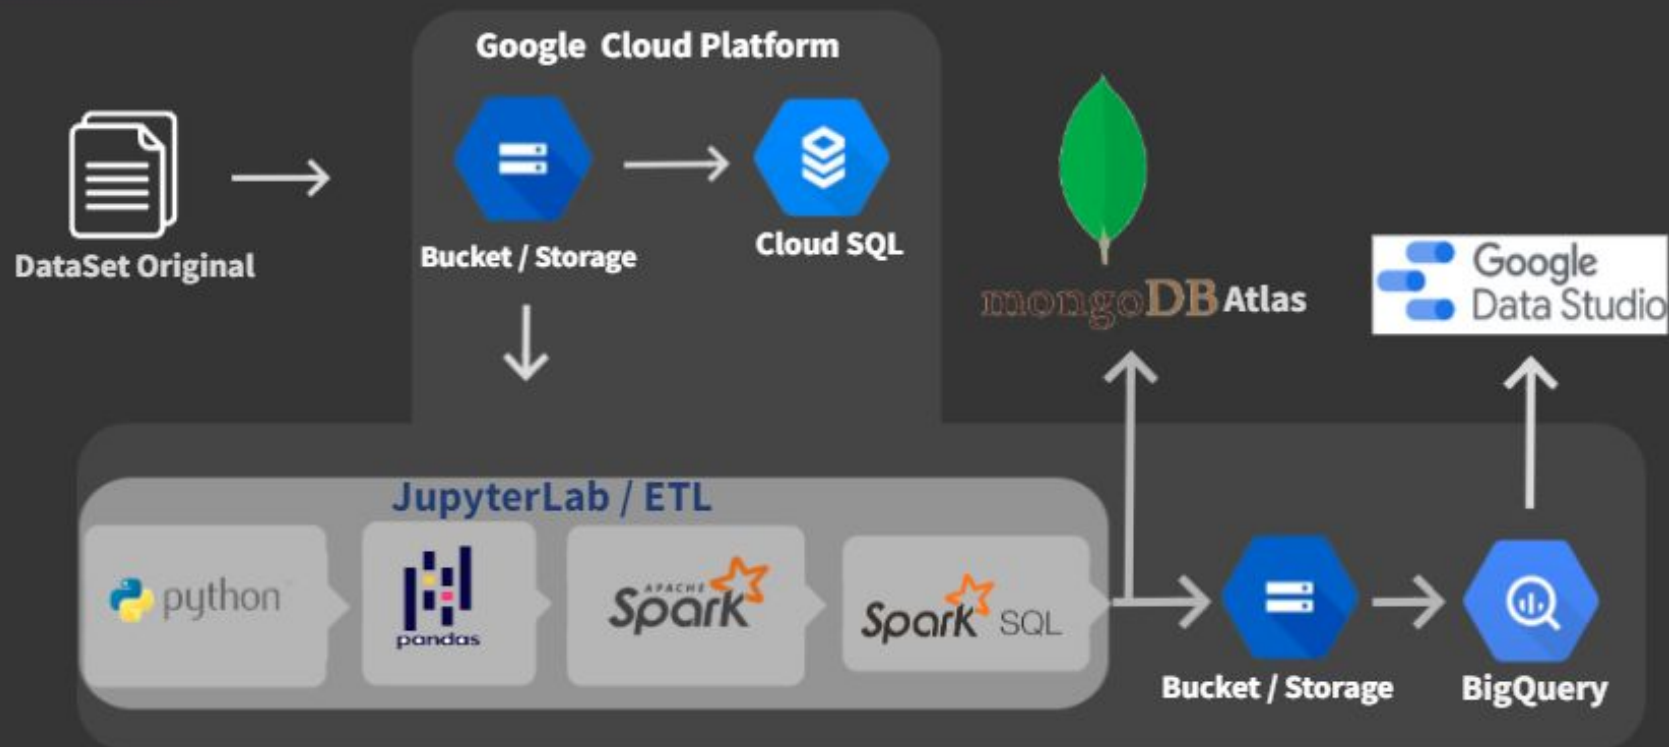 Google Cloud Platform
DataSet Original
Bucket / Storage
Cloud SQL
mongoDB Atlas
Google
Data Studio
JupyterLab / ETL
python
pandas
APACHE
Spark
Spark SQL
Bucket / Storage
BigQuery